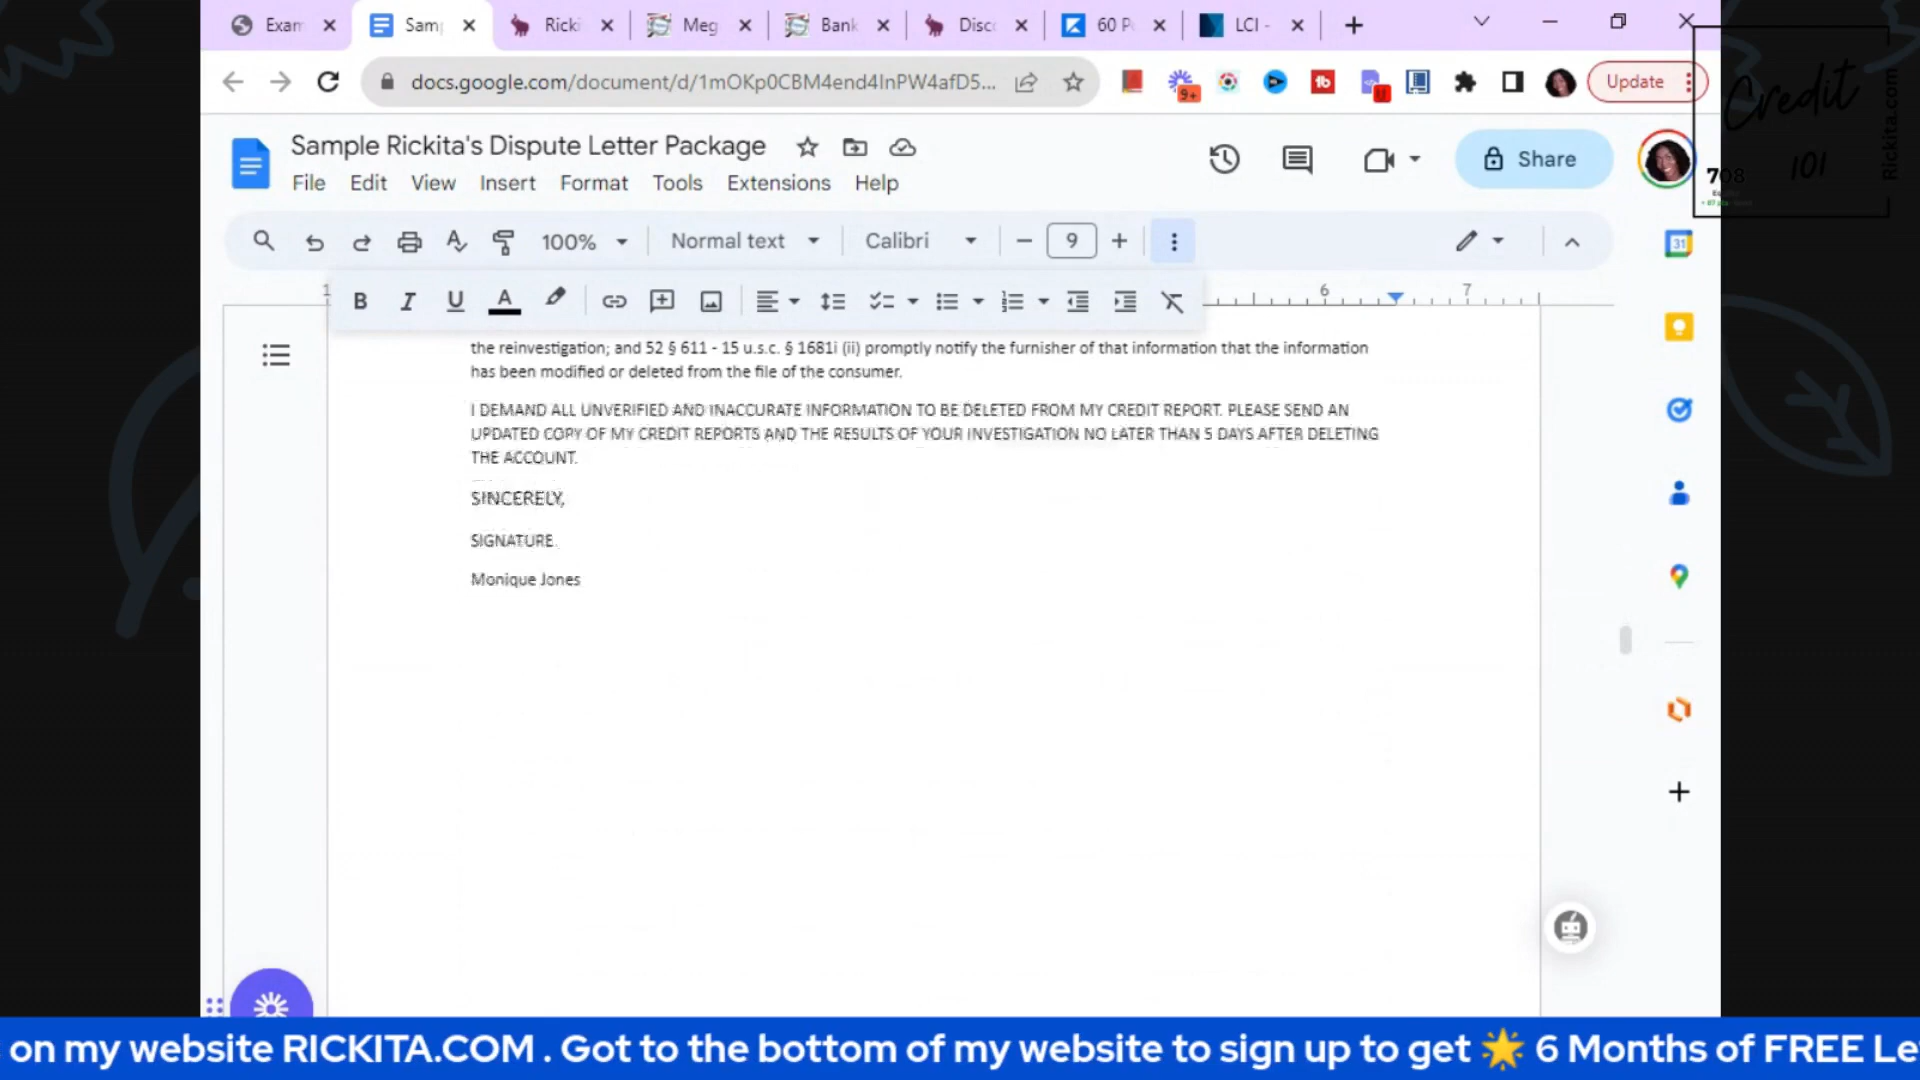 Exam
Samp
Ricki
Meg
Bank
Disc
60 P
LCI -
docs.google.com/document/d/1mOKp0CBM4end4InPW4afD5...
9+
Update
Credit
101
Rickita.com
708
Sample Rickita's Dispute Letter Package
File Edit View Insert Format Tools Extensions Help
Share
100% Normal text Calibri 9
31
B I U A
1 6 7
the reinvestigation; and 52 § 611 - 15 u.s.c. § 1681i (ii) promptly notify the furnisher of that information that the information
has been modified or deleted from the file of the consumer.
I DEMAND ALL UNVERIFIED AND INACCURATE INFORMATION TO BE DELETED FROM MY CREDIT REPORT. PLEASE SEND AN
UPDATED COPY OF MY CREDIT REPORTS AND THE RESULTS OF YOUR INVESTIGATION NO LATER THAN 5 DAYS AFTER DELETING
THE ACCOUNT.
SINCERELY,
SIGNATURE.
Monique Jones
on my website RICKITA.COM . Got to the bottom of my website to sign up to get 🌟 6 Months of FREE Le